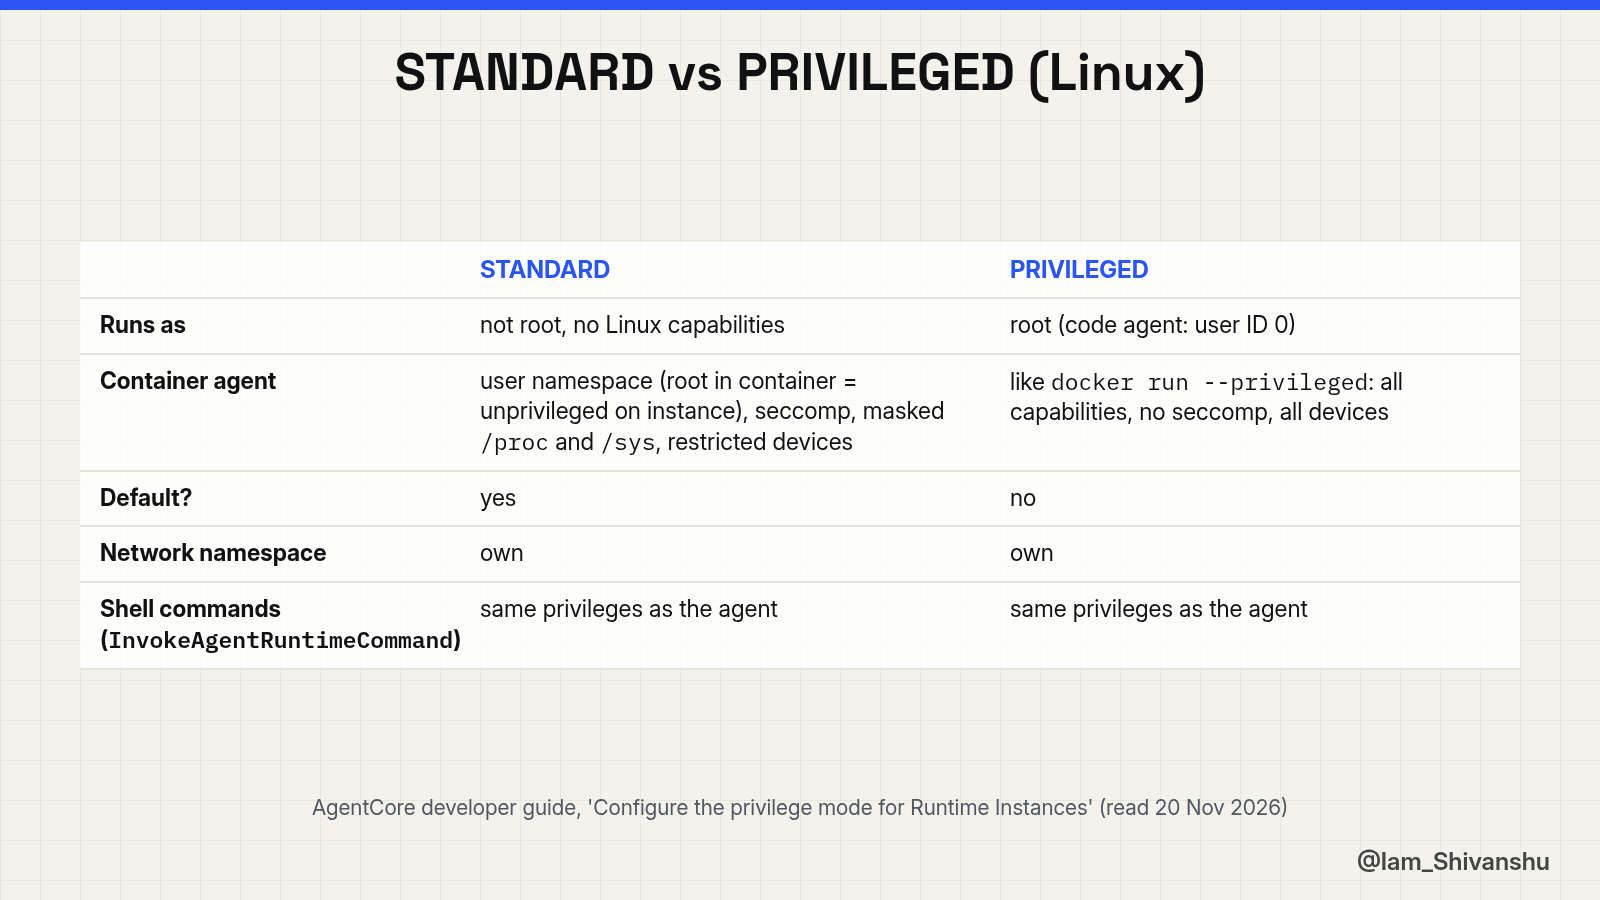 STANDARD vs PRIVILEGED (Linux)
STANDARD PRIVILEGED
Runs as not root, no Linux capabilities root (code agent: user ID 0)
Container agent user namespace (root in container = like docker run --privileged: all
unprivileged on instance), seccomp, masked capabilities, no seccomp, all devices
/proc and /sys, restricted devices
Default? yes no
Network namespace own own
Shell commands same privileges as the agent same privileges as the agent
(InvokeAgentRuntimeCommand)
AgentCore developer guide, 'Configure the privilege mode for Runtime Instances' (read 20 Nov 2026)
@Iam_Shivanshu